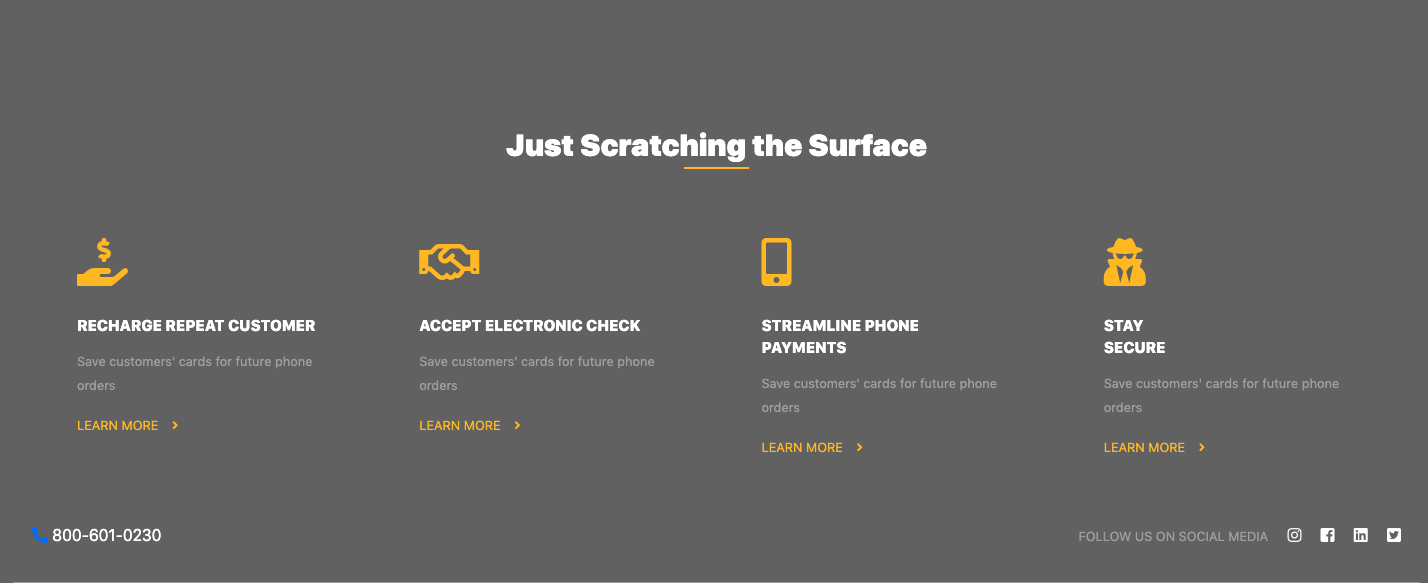 Just Scratching the Surface
RECHARGE REPEAT CUSTOMER
Save customers' cards for future phone
orders
LEARN MORE
ACCEPT ELECTRONIC CHECK
Save customers' cards for future phone
orders
LEARN MORE
STREAMLINE PHONE
PAYMENTS
Save customers' cards for future phone
orders
LEARN MORE
STAY
SECURE
Save customers' cards for future phone
orders
LEARN MORE
800-601-0230
FOLLOW US ON SOCIAL MEDIA